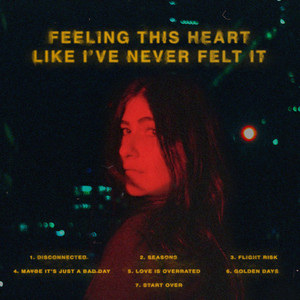 FEELING THIS HEART
LIKE I'VE NEVER FELT IT
1. DISCONNECTED 2. SEASONS 3. FLIGHT RISK
4. MAYBE IT'S JUST A BAD DAY 5. LOVE IS OVERRATED 6. GOLDEN DAYS
7. START OVER